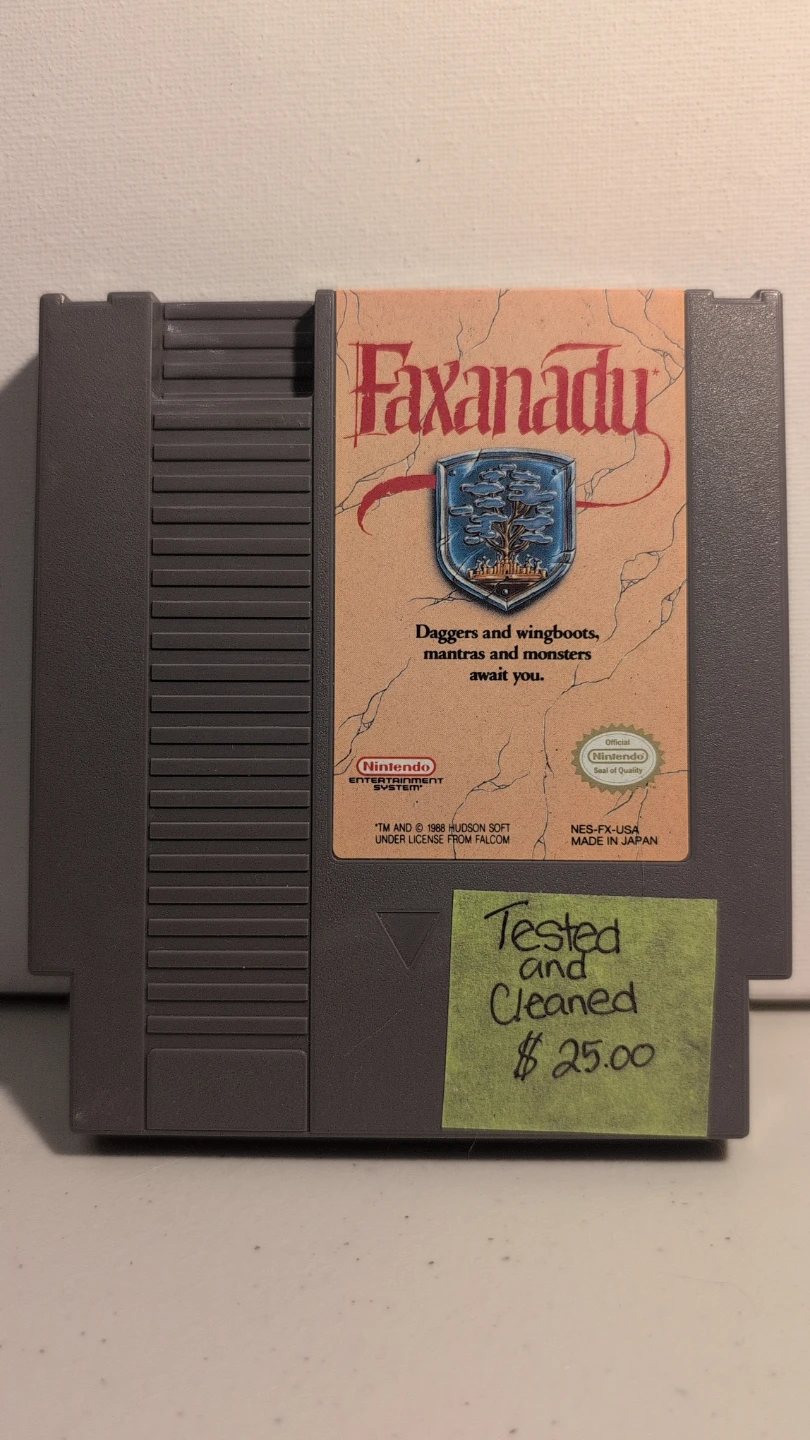 Faxanadu*
Daggers and wingboots,
mantras and monsters
await you.
Nintendo
ENTERTAINMENT
SYSTEM*
Official
Nintendo
Seal of Quality
*TM AND © 1988 HUDSON SOFT
UNDER LICENSE FROM FALCOM
NES-FX-USA
MADE IN JAPAN
Tested
and
Cleaned
$ 25.00